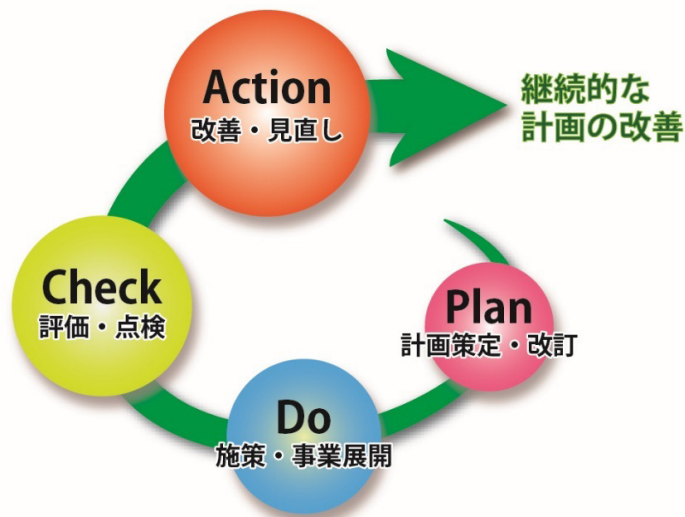 Action
改善・見直し
継続的な
計画の改善
Check
評価・点検
Plan
計画策定・改訂
Do
施策・事業展開